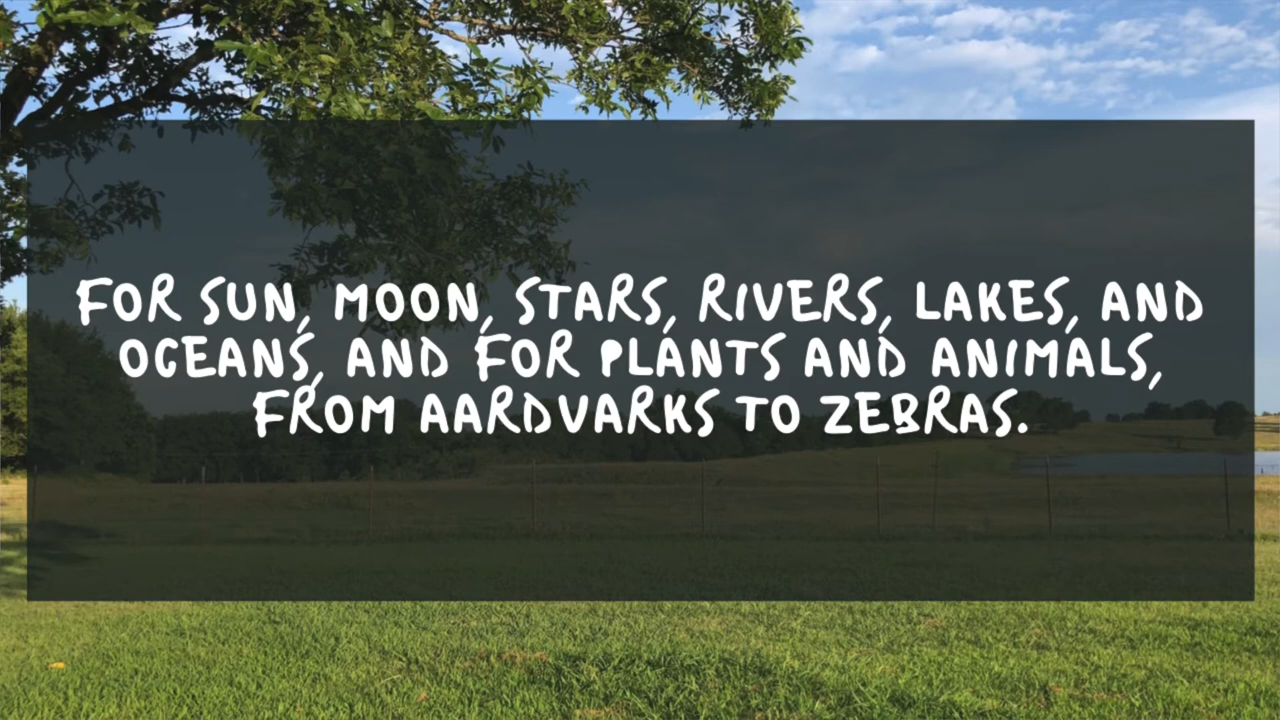 FOR SUN, MOON, STARS, RIVERS, LAKES, AND
OCEANS, AND FOR PLANTS AND ANIMALS,
FROM AARDVARKS TO ZEBRAS.